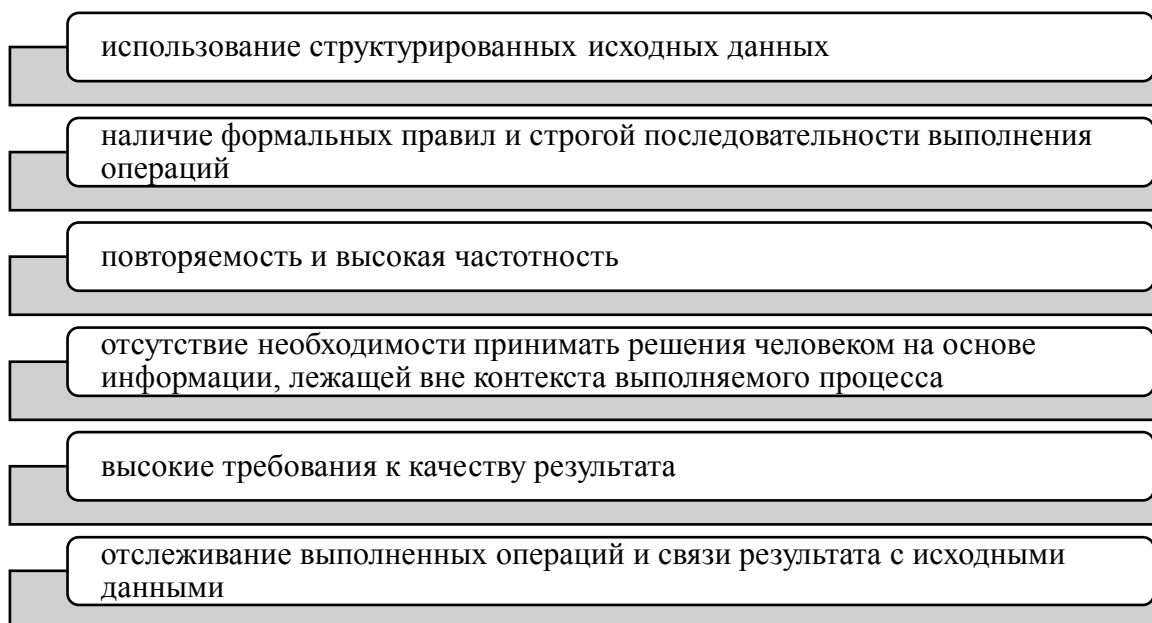 использование структурированных исходных данных
наличие формальных правил и строгой последовательности выполнения
операций
повторяемость и высокая частотность
отсутствие необходимости принимать решения человеком на основе
информации, лежащей вне контекста выполняемого процесса
высокие требования к качеству результата
отслеживание выполненных операций и связи результата с исходными
данными